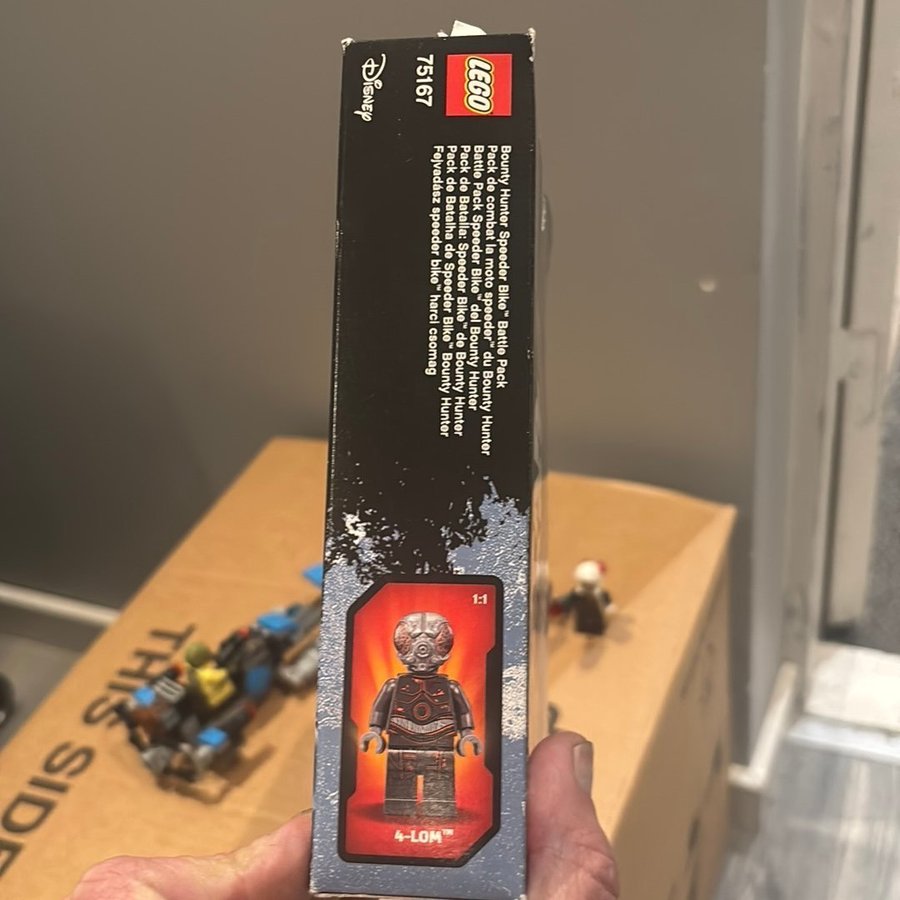 LEGO
75167
Disney
Bounty Hunter Speeder Bike™ Battle Pack
Pack de combat la moto speeder™ du Bounty Hunter
Battle Pack Speeder Bike™ del Bounty Hunter
Pack de Batalla: Speeder Bike™ de Bounty Hunter
Pack de Batalha de Speeder Bike™ Bounty Hunter
Fejvadász speeder bike™ harci csomag
1:1
4-LOM™
THIS SIDE